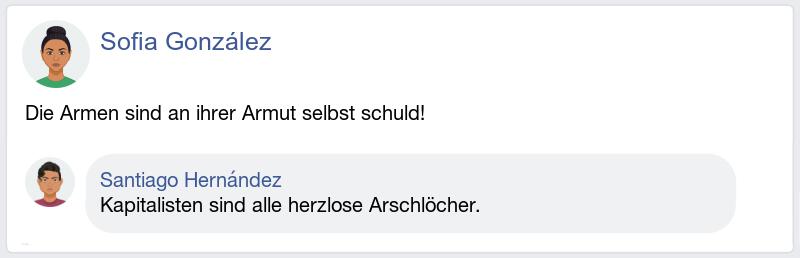 Sofia González
Die Armen sind an ihrer Armut selbst schuld!
Santiago Hernández
Kapitalisten sind alle herzlose Arschlöcher.